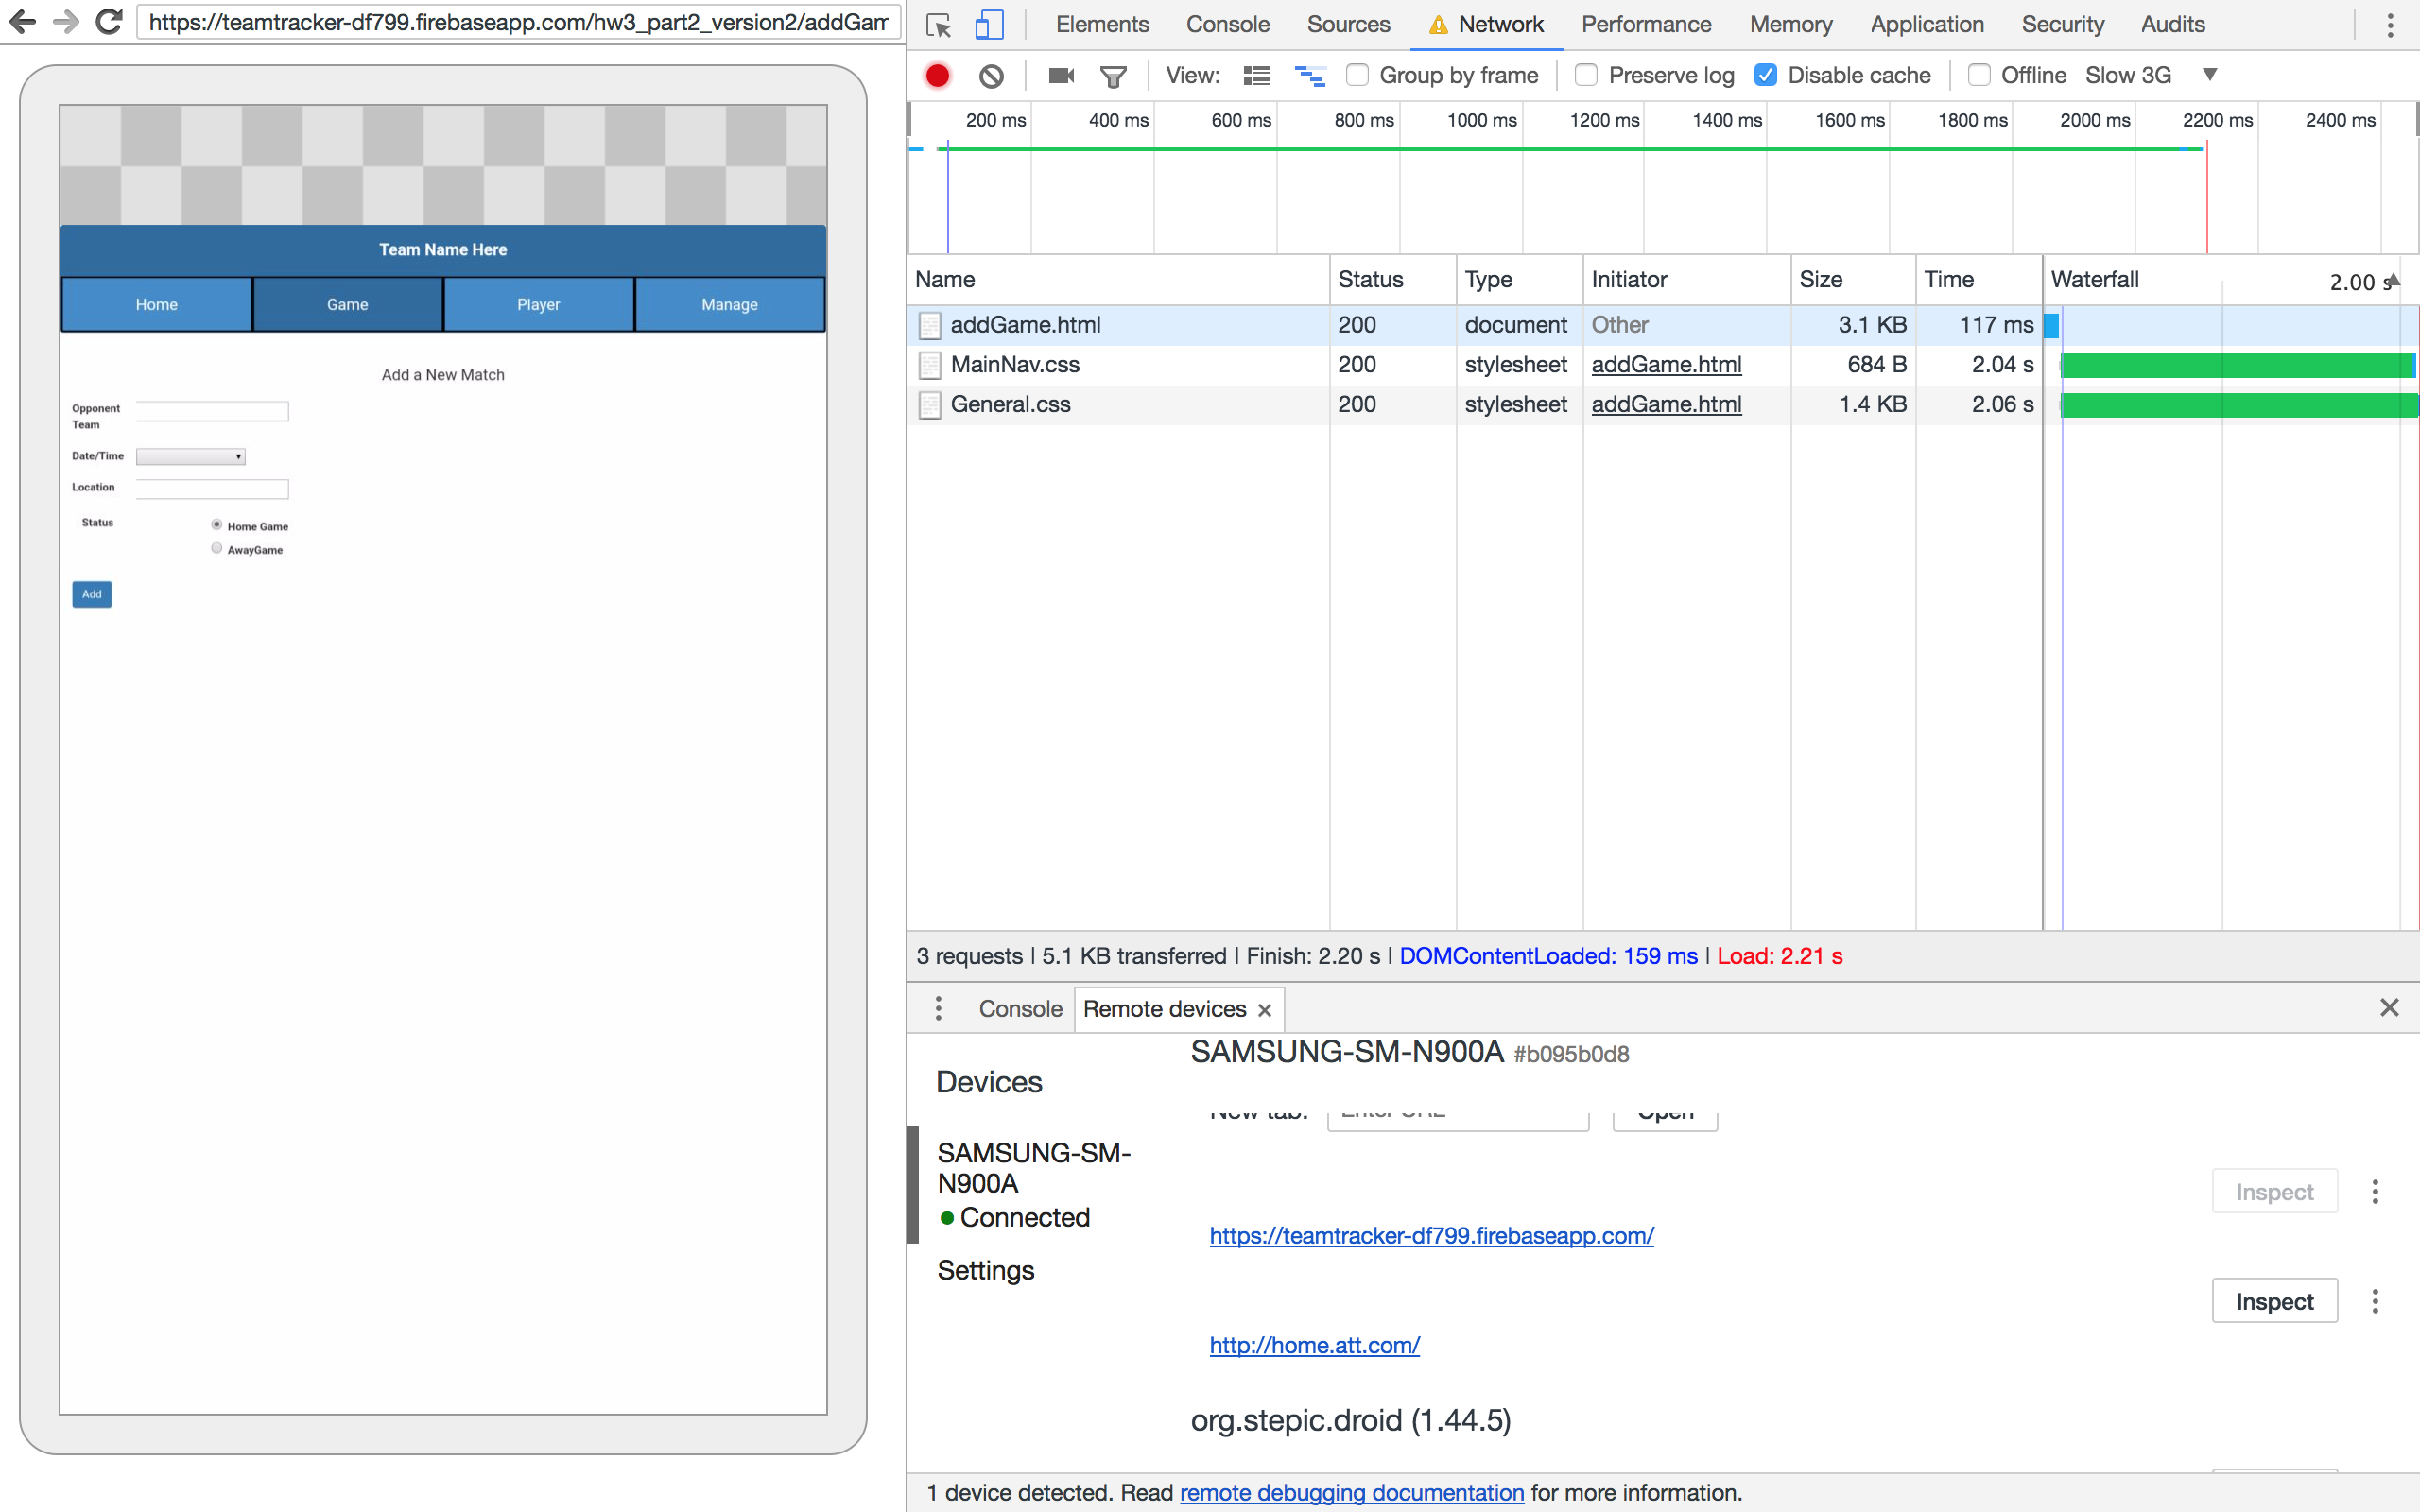 https://teamtracker-df799.firebaseapp.com/hw3_part2_version2/addGam
Team Name Here
Home Game Player Manage
Add a New Match
Opponent
Team
Date/Time
Location
Status
Home Game
AwayGame
Add
Elements Console Sources Network Performance Memory Application Security Audits
View: Group by frame Preserve log Disable cache Offline Slow 3G
200 ms 400 ms 600 ms 800 ms 1000 ms 1200 ms 1400 ms 1600 ms 1800 ms 2000 ms 2200 ms 2400 ms
Name Status Type Initiator Size Time Waterfall 2.00 s
addGame.html 200 document Other 3.1 KB 117 ms
MainNav.css 200 stylesheet addGame.html 684 B 2.04 s
General.css 200 stylesheet addGame.html 1.4 KB 2.06 s
3 requests | 5.1 KB transferred | Finish: 2.20 s | DOMContentLoaded: 159 ms | Load: 2.21 s
Console Remote devices
Devices
SAMSUNG-SM-
N900A
Connected
Settings
SAMSUNG-SM-N900A #b095b0d8
New tab: Enter URL Open
Inspect
https://teamtracker-df799.firebaseapp.com/
Inspect
http://home.att.com/
org.stepic.droid (1.44.5)
1 device detected. Read remote debugging documentation for more information.